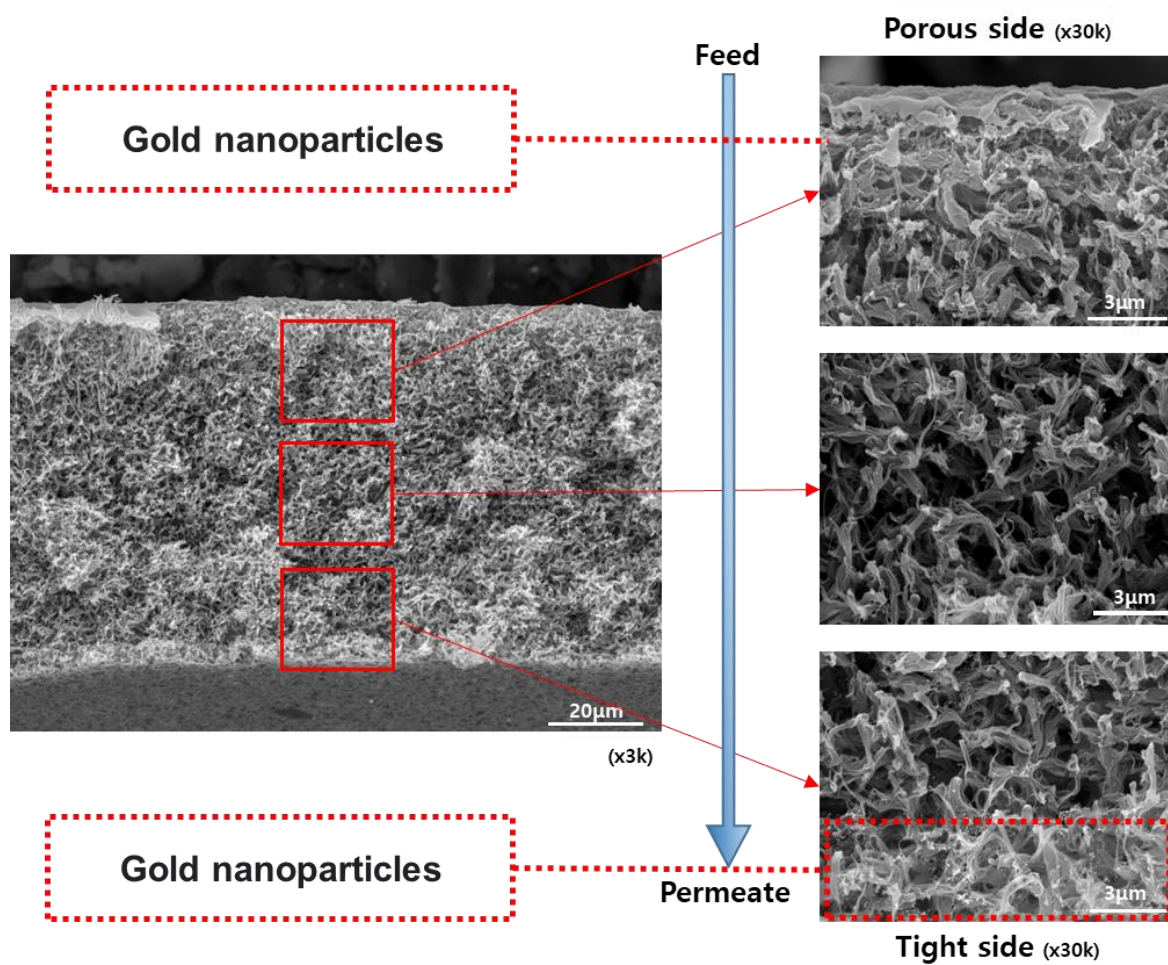 Porous side (x30k)
Feed
Gold nanoparticles
3μm
3μm
20μm
(x3k)
Gold nanoparticles
Permeate
3μm
Tight side (x30k)